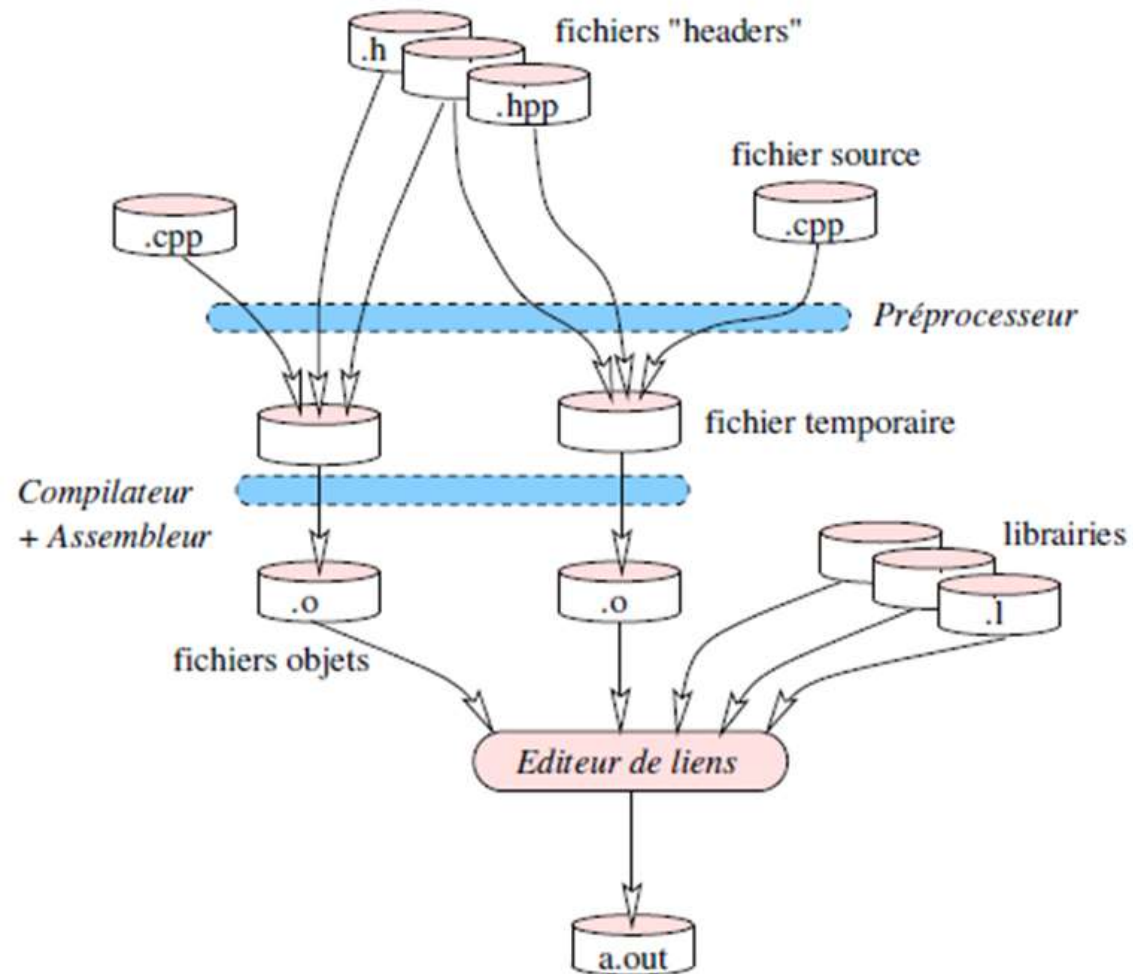 fichiers "headers"
.h
.hpp
fichier source
.cpp
.cpp
Préprocesseur
fichier temporaire
Compilateur
+ Assembleur
librairies
.o
.o
.l
fichiers objets
Editeur de liens
a.out